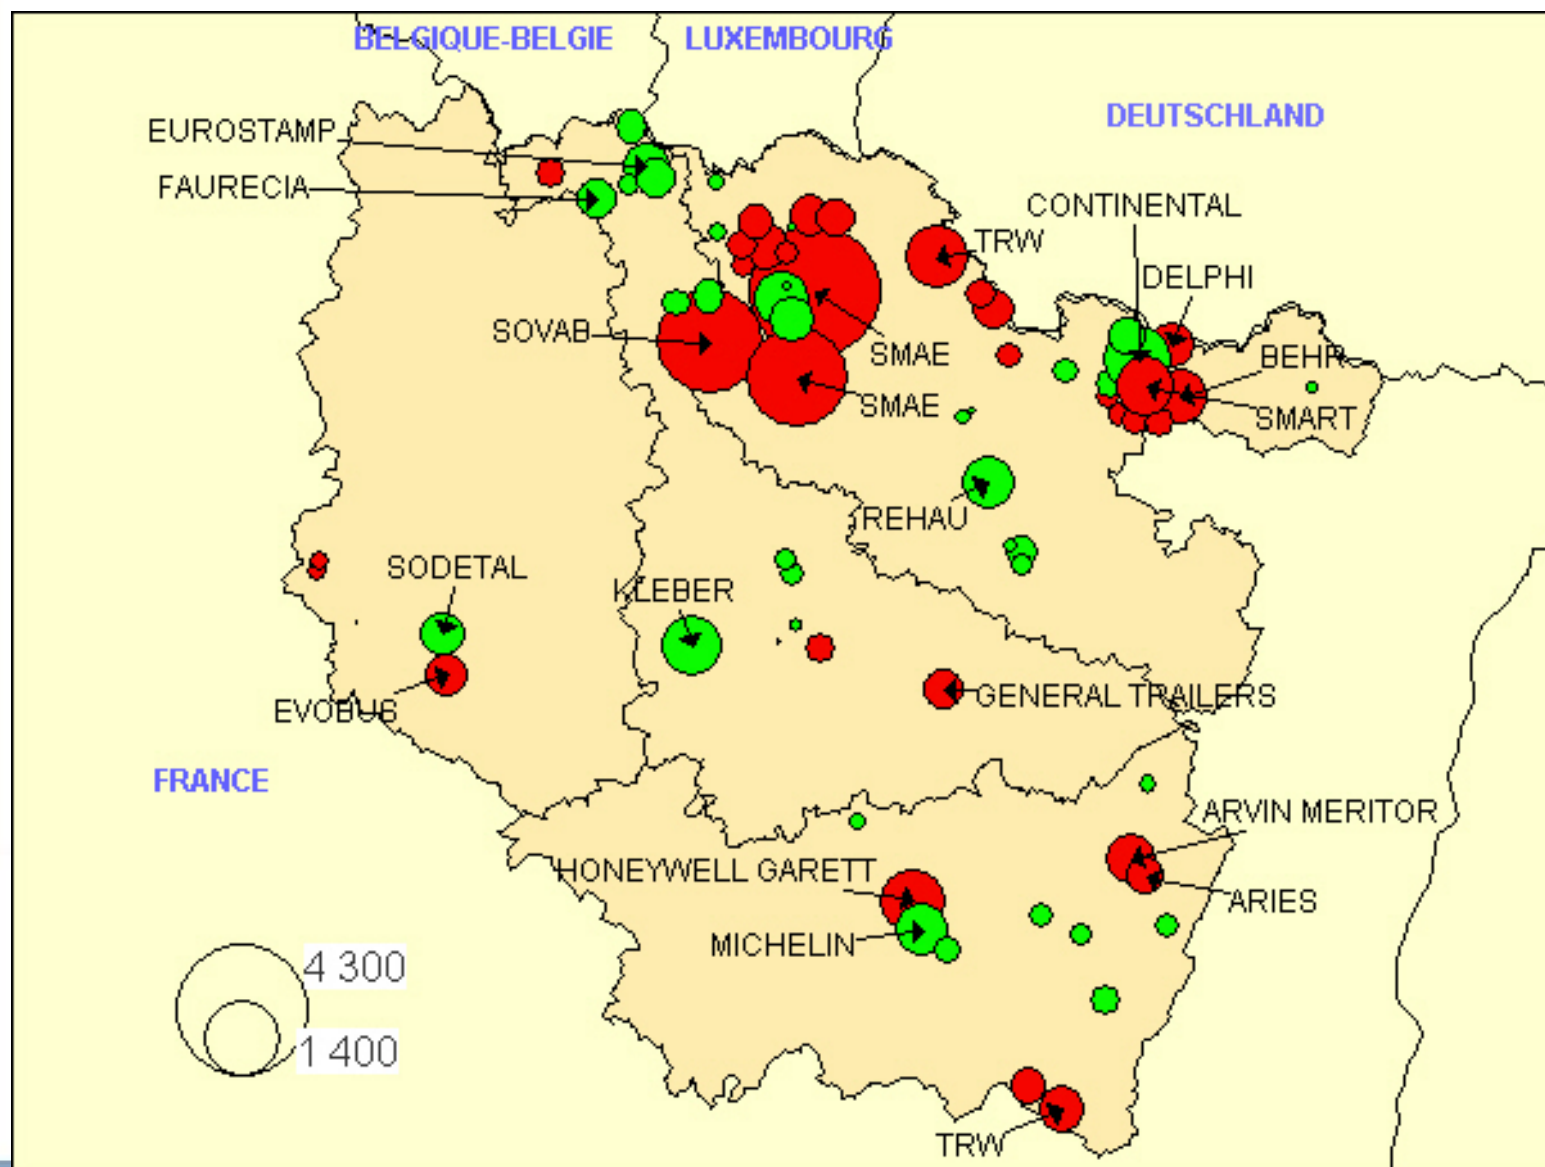 BELGIQUE-BELGIE
LUXEMBOURG
DEUTSCHLAND
EUROSTAMP
FAURECIA
CONTINENTAL
TRW
DELPHI
SOVAB
SMAE
BEHR
SMAE
SMART
REHAU
SODETAL
KLEBER
EVOBUS
GENERAL TRAILERS
FRANCE
ARVIN MERITOR
HONEYWELL GARETT
ARIES
MICHELIN
4 300
1 400
TRW